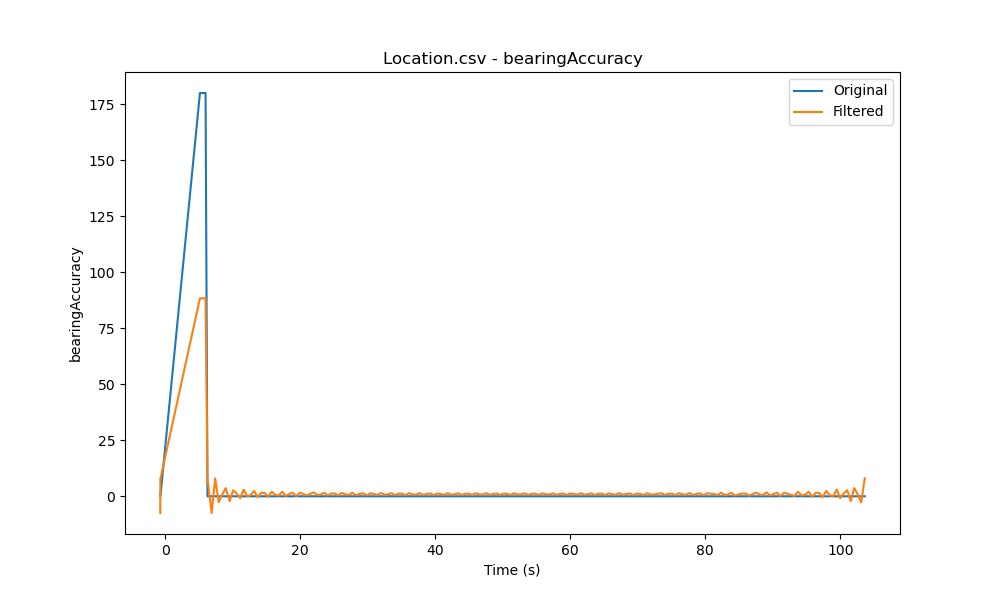 Location.csv - bearingAccuracy
Original
Filtered
175
150
125
100
75
50
25
0
bearingAccuracy
0 20 40 60 80 100
Time (s)